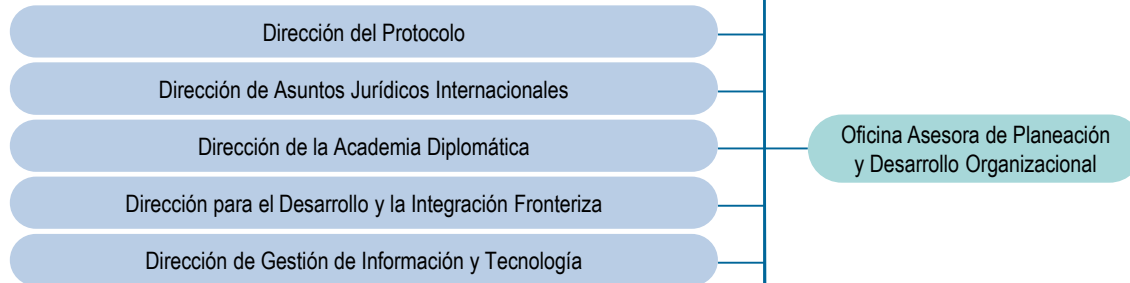 Dirección del Protocolo
Dirección de Asuntos Jurídicos Internacionales
Dirección de la Academia Diplomática
Dirección para el Desarrollo y la Integración Fronteriza
Dirección de Gestión de Información y Tecnología
Oficina Asesora de Planeación
y Desarrollo Organizacional